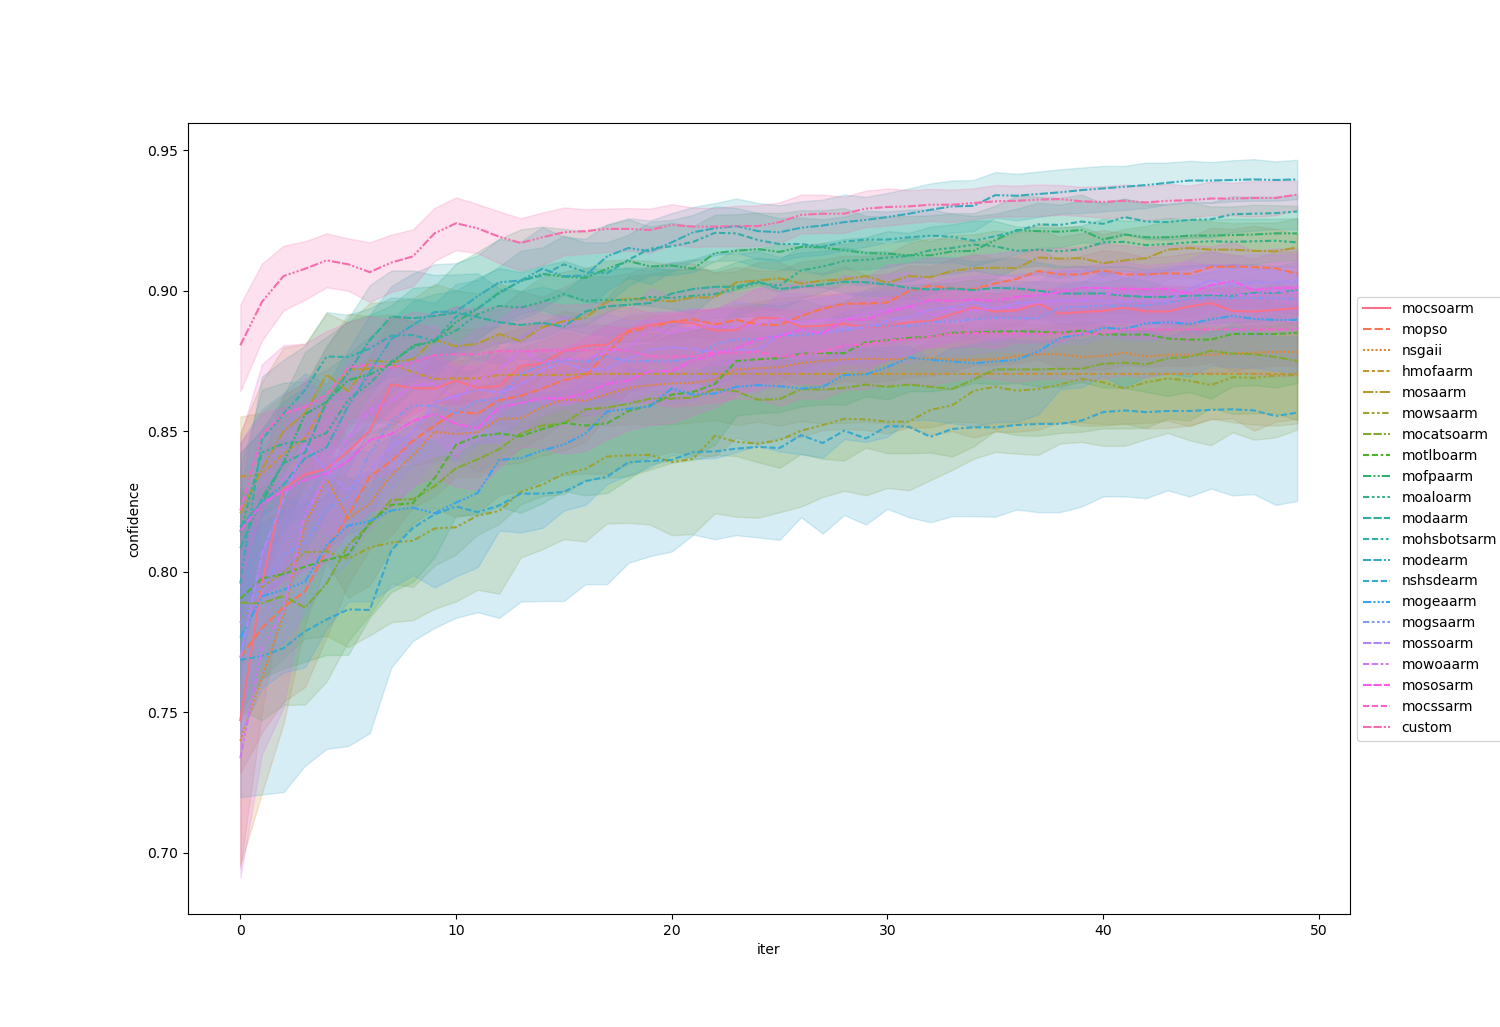 0.95
0.90
0.85
0.80
0.75
0.70
confidence
0
10
20
30
40
50
iter
mocsoarm
mopso
nsgaii
hmofaarm
mosaarm
mowsaarm
mocatsoarm
motlboarm
mofpaarm
moaloarm
modaarm
mohsbotsarm
modearm
nshsdearm
mogeaarm
mogsaarm
mossoarm
mowoaarm
mososarm
mocssarm
custom